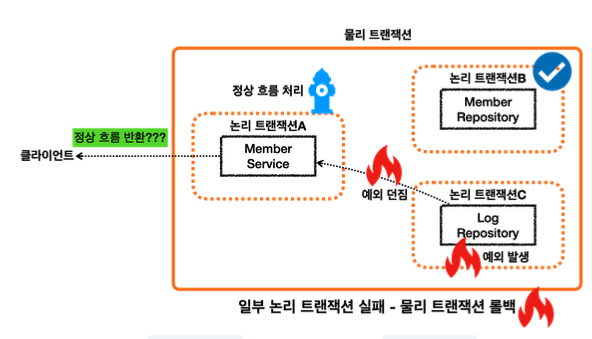 물리 트랜잭션
정상 흐름 처리
논리 트랜잭션B
Member
Repository
논리 트랜잭션A
정상 흐름 반환???
Member
Service
클라이언트
예외 던짐
논리 트랜잭션C
Log
Repository
예외 발생
일부 논리 트랜잭션 실패 - 물리 트랜잭션 롤백